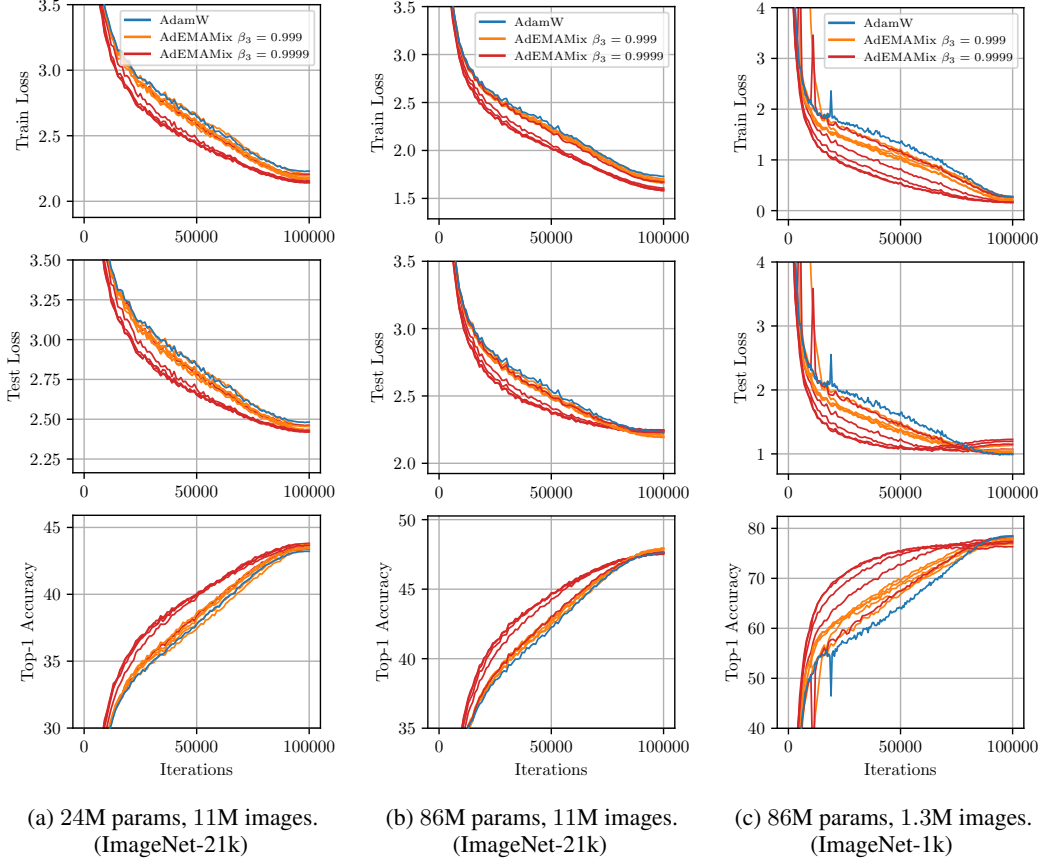 AdamW
AdEMAMix β₃ = 0.999
AdEMAMix β₃ = 0.9999
Train Loss
3.5
3.0
2.5
2.0
0
50000
100000
AdamW
AdEMAMix β₃ = 0.999
AdEMAMix β₃ = 0.9999
Train Loss
3.5
3.0
2.5
2.0
1.5
0
50000
100000
AdamW
AdEMAMix β₃ = 0.999
AdEMAMix β₃ = 0.9999
Train Loss
4
3
2
1
0
0
50000
100000
Test Loss
3.50
3.25
3.00
2.75
2.50
2.25
0
50000
100000
Test Loss
3.5
3.0
2.5
2.0
0
50000
100000
Test Loss
4
3
2
1
0
50000
100000
Top-1 Accuracy
45
40
35
30
0
50000
100000
Iterations
Top-1 Accuracy
50
45
40
35
0
50000
100000
Iterations
Top-1 Accuracy
80
70
60
50
40
0
50000
100000
Iterations
(a) 24M params, 11M images.
(ImageNet-21k)
(b) 86M params, 11M images.
(ImageNet-21k)
(c) 86M params, 1.3M images.
(ImageNet-1k)